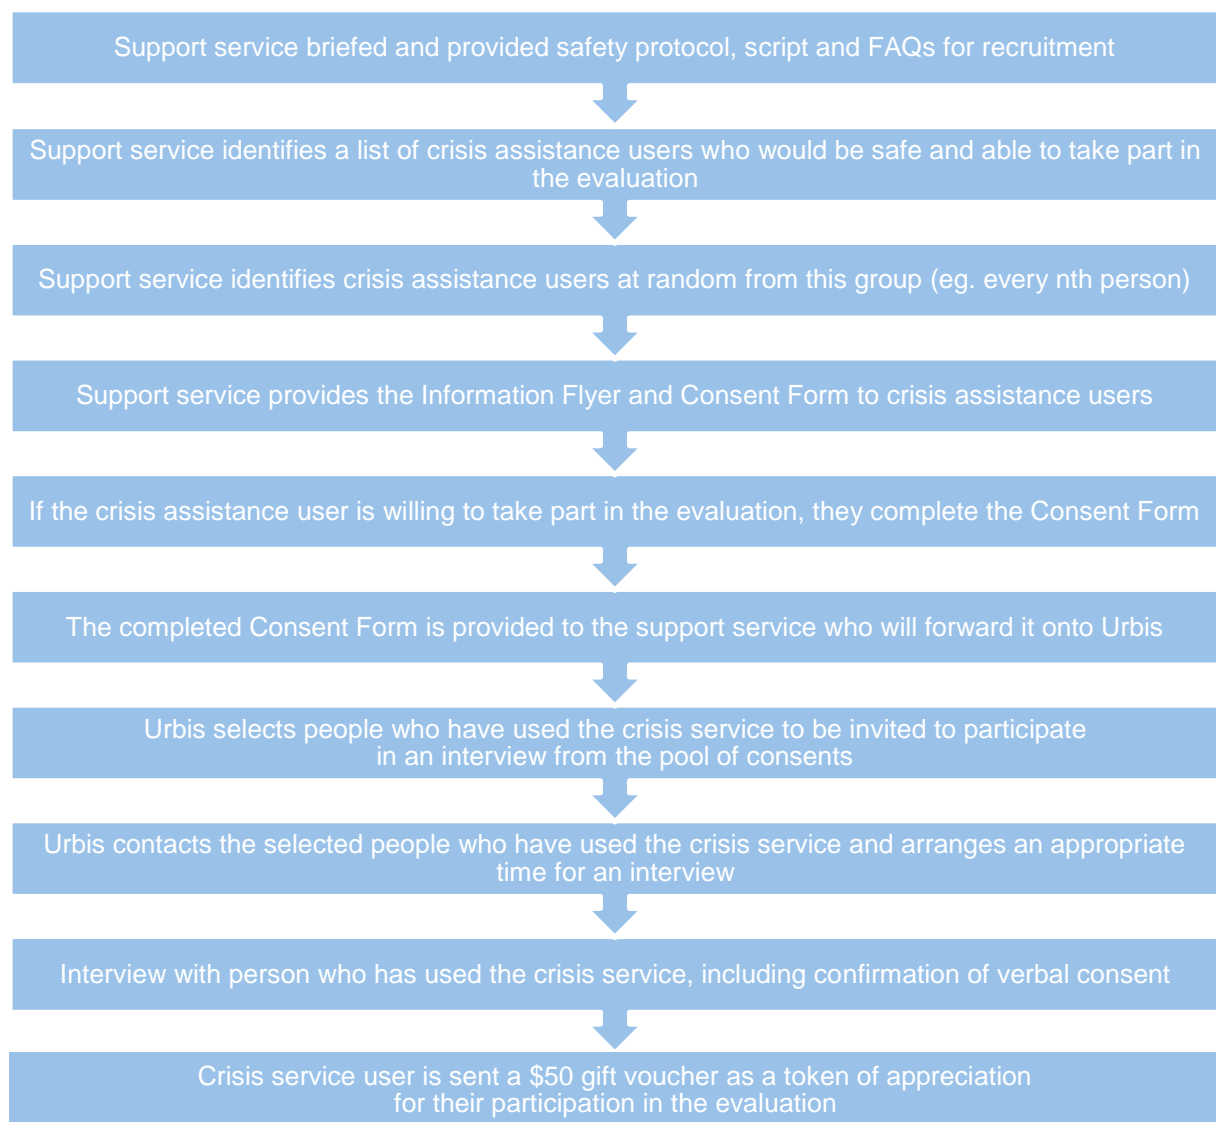 Support service briefed and provided safety protocol, script and FAQs for recruitment
Support service identifies a list of crisis assistance users who would be safe and able to take part in
the evaluation
Support service identifies crisis assistance users at random from this group (eg. every nth person)
Support service provides the Information Flyer and Consent Form to crisis assistance users
If the crisis assistance user is willing to take part in the evaluation, they complete the Consent Form
The completed Consent Form is provided to the support service who will forward it onto Urbis
Urbis selects people who have used the crisis service to be invited to participate
in an interview from the pool of consents
Urbis contacts the selected people who have used the crisis service and arranges an appropriate
time for an interview
Interview with person who has used the crisis service, including confirmation of verbal consent
Crisis service user is sent a $50 gift voucher as a token of appreciation
for their participation in the evaluation